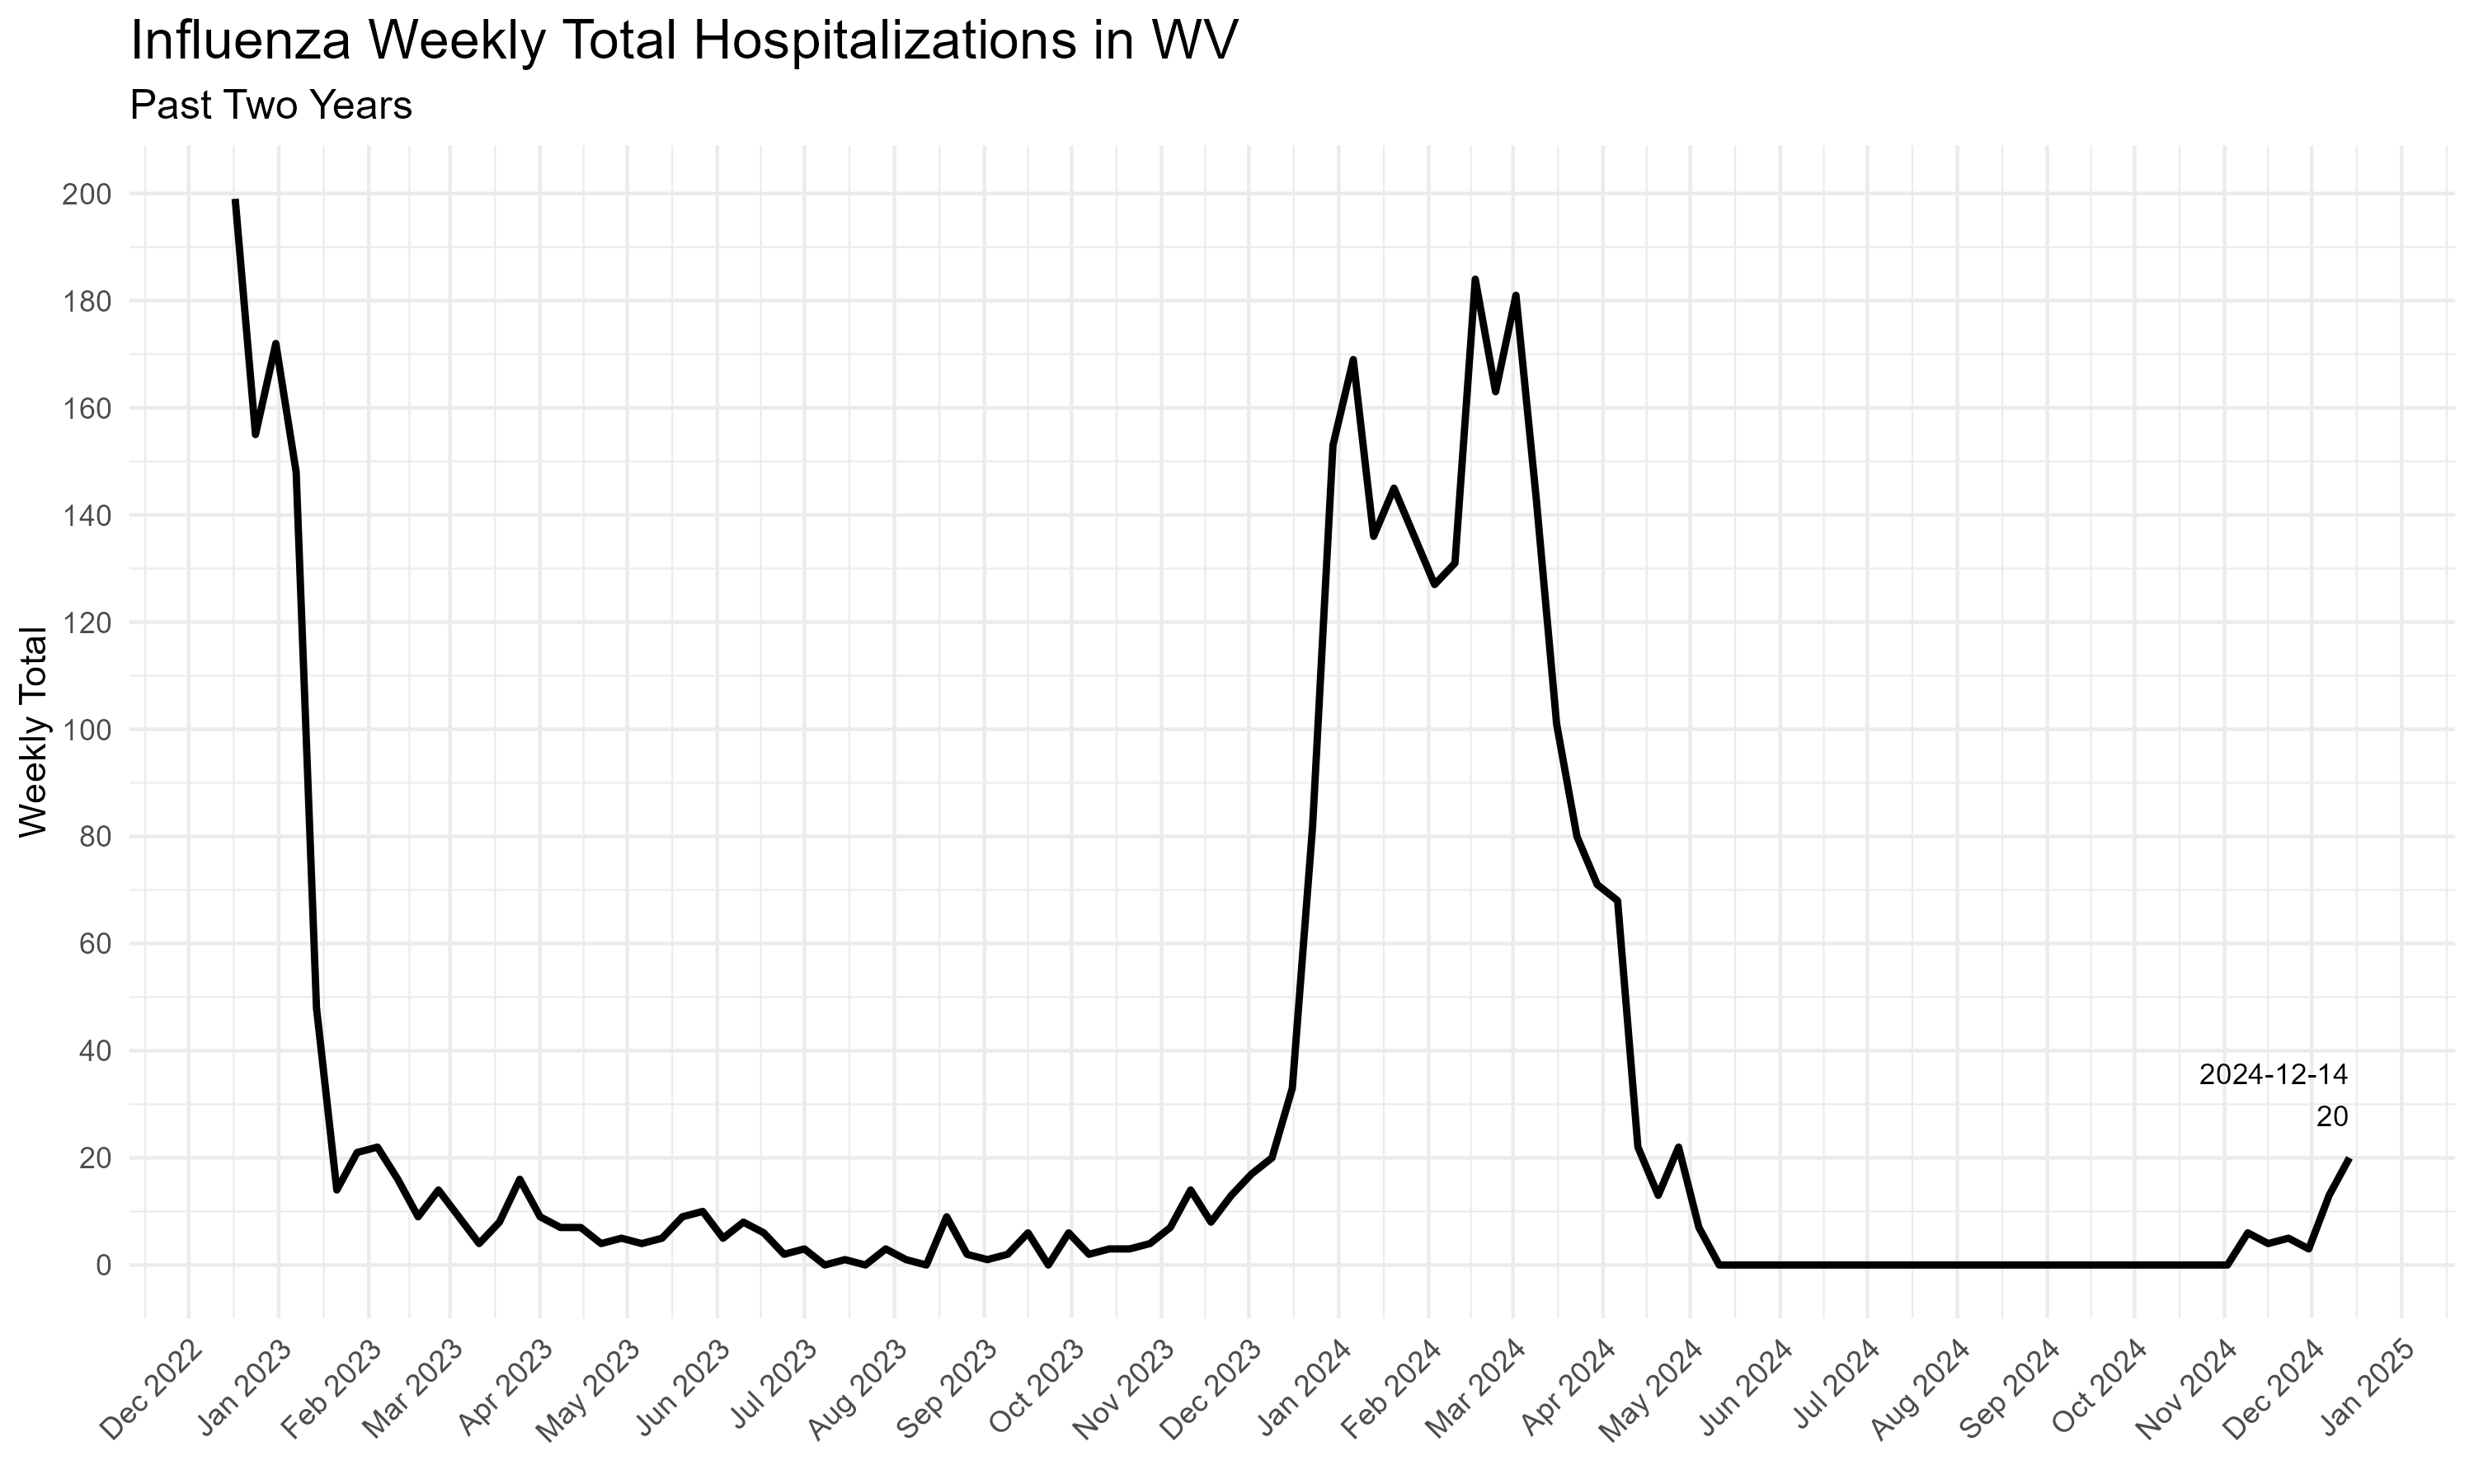 Influenza Weekly Total Hospitalizations in WV
Past Two Years
Weekly Total
200
180
160
140
120
100
80
60
40
20
0
2024-12-14
20
Dec 2022
Jan 2023
Feb 2023
Mar 2023
Apr 2023
May 2023
Jun 2023
Jul 2023
Aug 2023
Sep 2023
Oct 2023
Nov 2023
Dec 2023
Jan 2024
Feb 2024
Mar 2024
Apr 2024
May 2024
Jun 2024
Jul 2024
Aug 2024
Sep 2024
Oct 2024
Nov 2024
Dec 2024
Jan 2025